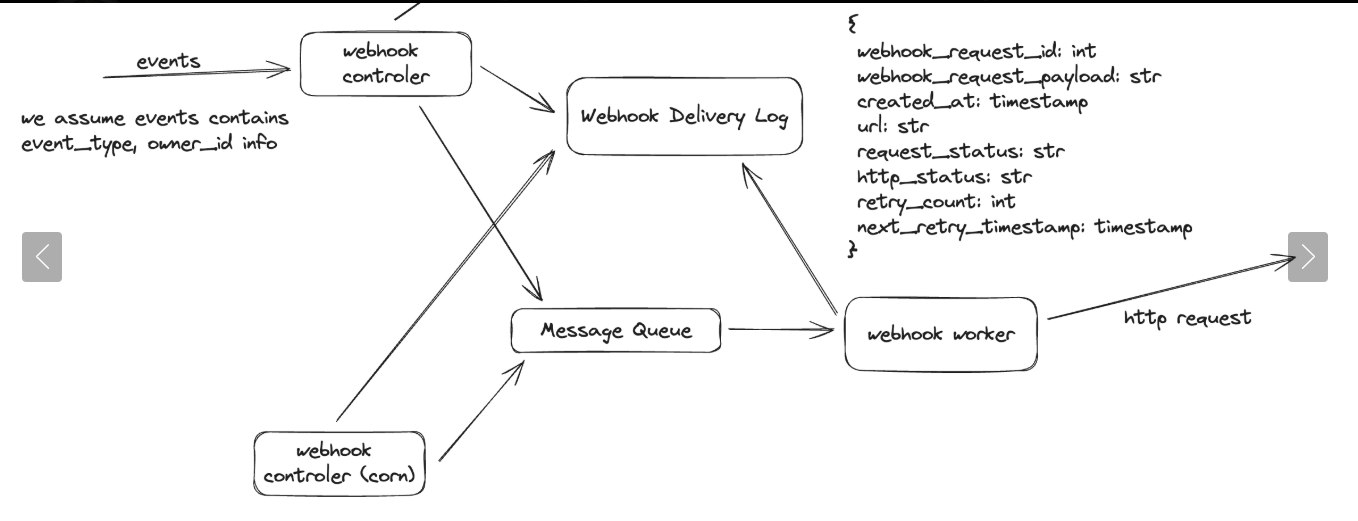 events
we assume events contains
event_type, owner_id info
webhook
controler
Webhook Delivery Log
{
webhook_request_id: int
webhook_request_payload: str
created_at: timestamp
url: str
request_status: str
http_status: str
retry_count: int
next_retry_timestamp: timestamp
}
Message Queue
webhook worker
http request
webhook
controler (corn)